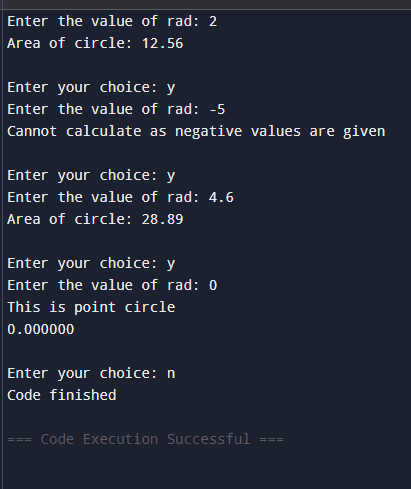 Enter the value of rad: 2
Area of circle: 12.56
Enter your choice: y
Enter the value of rad: -5
Cannot calculate as negative values are given
Enter your choice: y
Enter the value of rad: 4.6
Area of circle: 28.89
Enter your choice: y
Enter the value of rad: 0
This is point circle
0.000000
Enter your choice: n
Code finished
=== Code Execution Successful ===